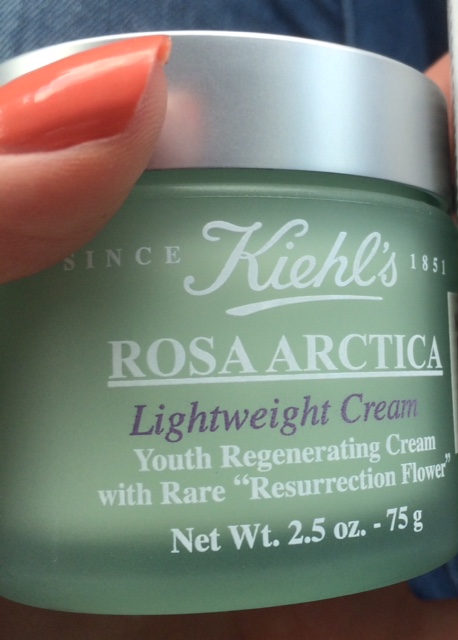 SINCE Kiehl's 1851
ROSA ARCTICA
Lightweight Cream
Youth Regenerating Cream
with Rare “Resurrection Flower”
Net Wt. 2.5 oz. - 75 g